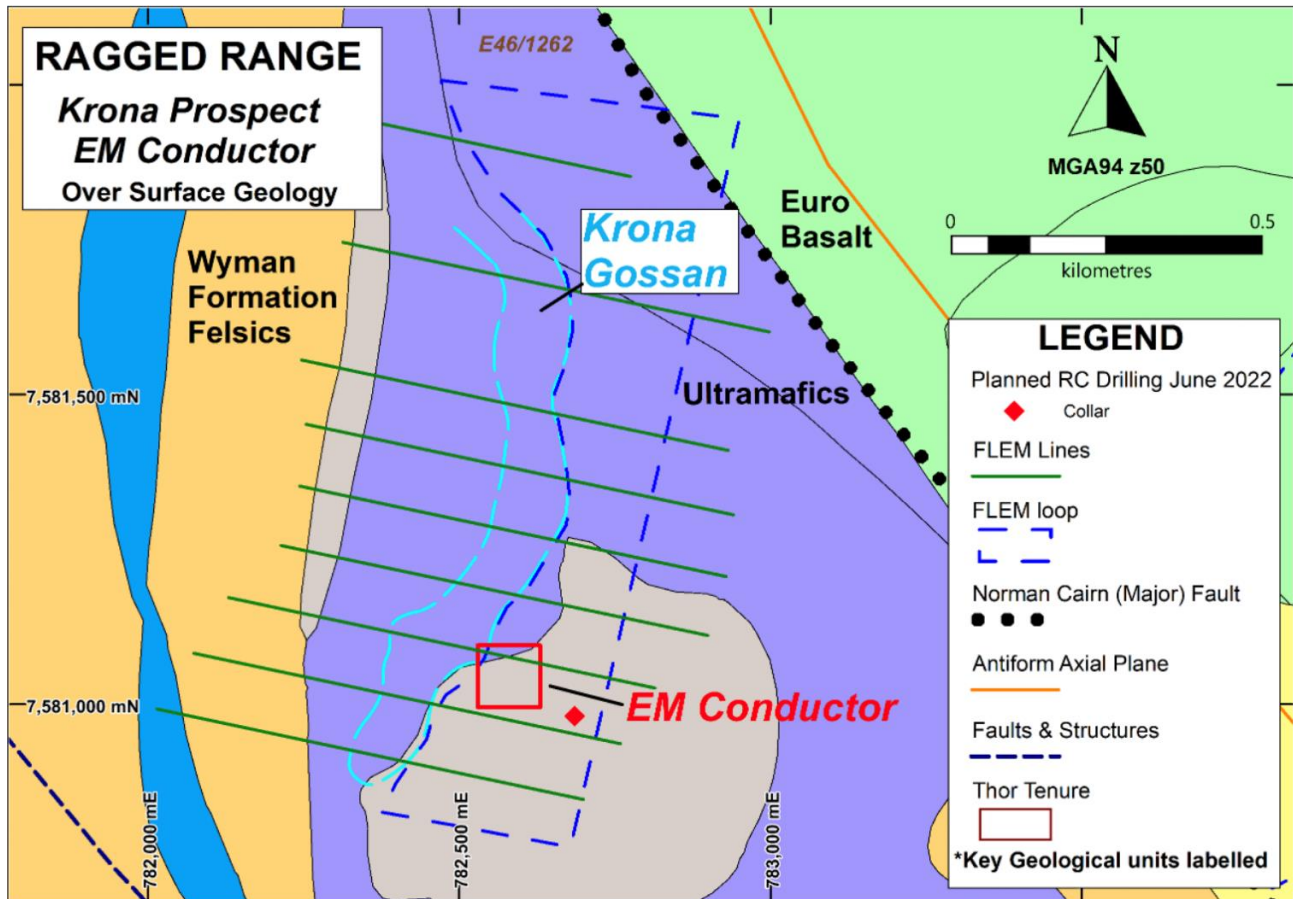 RAGGED RANGE
Krona Prospect
EM Conductor
Over Surface Geology
E46/1262
N
MGA94 z50
0
0.5
kilometres
Euro
Basalt
Krona
Gossan
Wyman
Formation
Felsics
Ultramafics
7,581,500 mN
7,581,000 mN
EM Conductor
782,000 mE
782,500 mE
783,000 mE
LEGEND
Planned RC Drilling June 2022
Collar
FLEM Lines
FLEM loop
Norman Cairn (Major) Fault
Antiform Axial Plane
Faults & Structures
Thor Tenure
*Key Geological units labelled